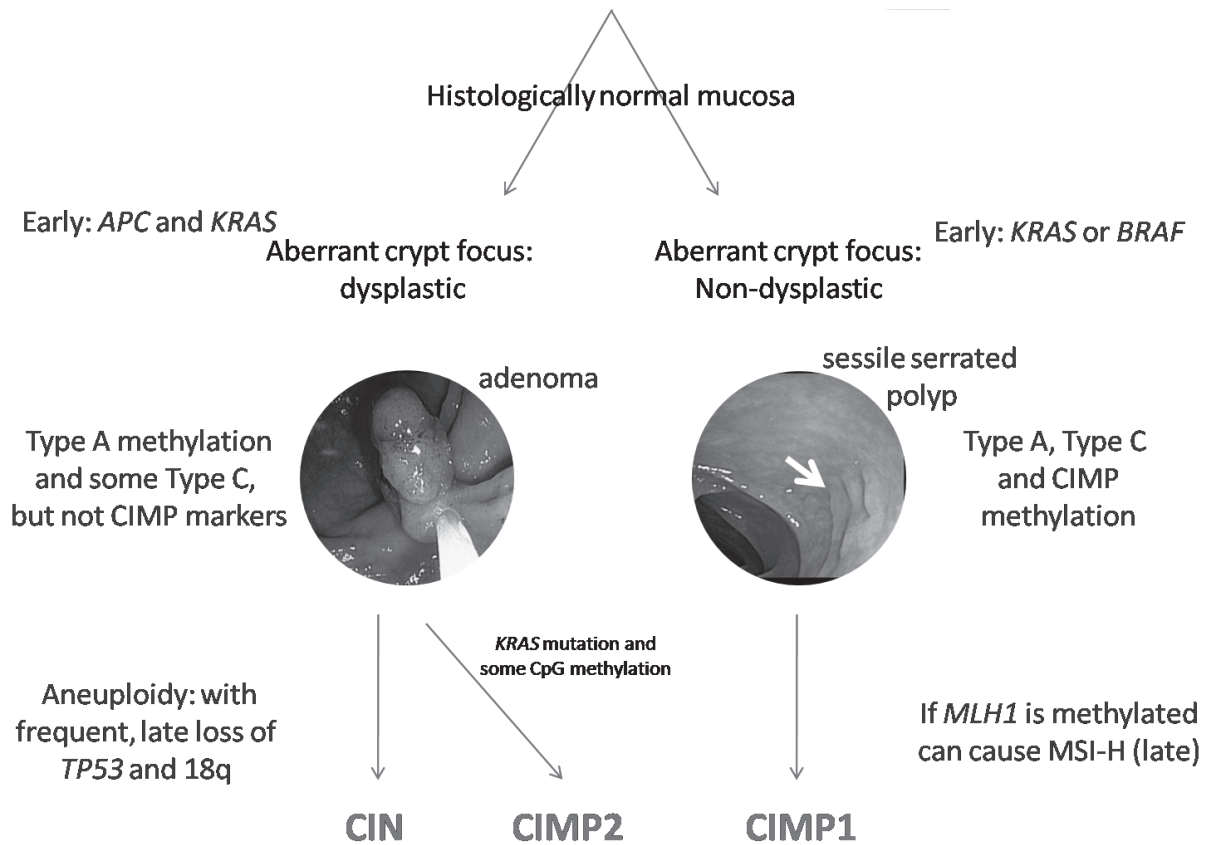 Histologically normal mucosa
Early: APC and KRAS
Early: KRAS or BRAF
Aberrant crypt focus:
dysplastic
Aberrant crypt focus:
Non-dysplastic
adenoma
sessile serrated
polyp
Type A methylation
and some Type C,
but not CIMP markers
Type A, Type C
and CIMP
methylation
KRAS mutation and
some CpG methylation
Aneuploidy: with
frequent, late loss of
TP53 and 18q
If MLH1 is methylated
can cause MSI-H (late)
CIN
CIMP2
CIMP1